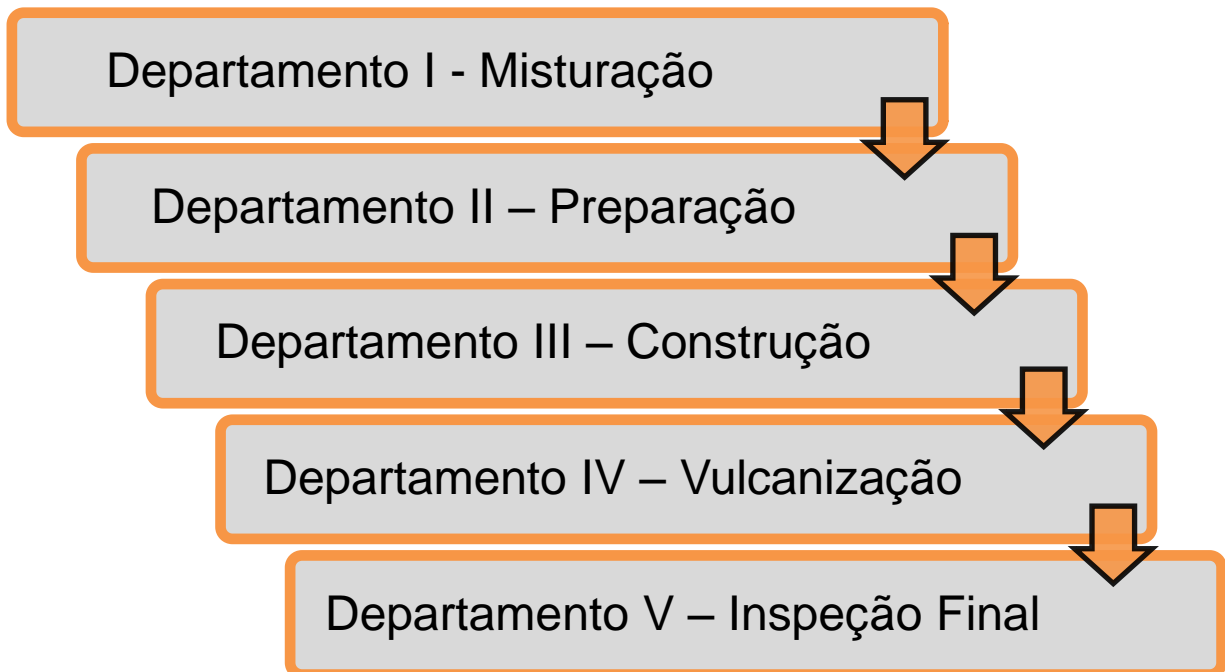 Departamento I - Misturação
Departamento II – Preparação
Departamento III – Construção
Departamento IV – Vulcanização
Departamento V – Inspeção Final